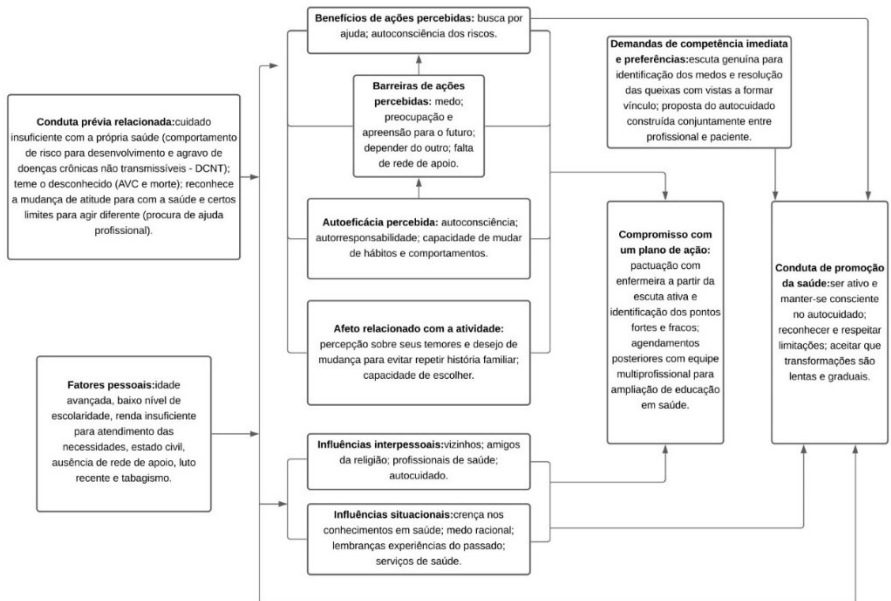 Benefícios de ações percebidas: busca por
ajuda; autoconsciência dos riscos.
Demandas de competência imediata
e preferências:escuta genuína para
identificação dos medos e resolução
das queixas com vistas a formar
vínculo; proposta do autocuidado
construída conjuntamente entre
profissional e paciente.
Barreiras de ações
percebidas: medo;
preocupação e
apreensão para o futuro;
depender do outro; falta
de rede de apoio.
Conduta prévia relacionada:cuidado
insuficiente com a própria saúde (comportamento
de risco para desenvolvimento e agravo de
doenças crônicas não transmissíveis - DCNT);
teme o desconhecido (AVC e morte); reconhece
a mudança de atitude para com a saúde e certos
limites para agir diferente (procura de ajuda
profissional).
Autoeficácia percebida: autoconsciência;
autorresponsabilidade; capacidade de mudar
de hábitos e comportamentos.
Compromisso com
um plano de ação:
pactuação com
enfermeira a partir da
escuta ativa e
identificação dos pontos
fortes e fracos;
agendamentos
posteriores com equipe
multiprofissional para
ampliação de educação
em saúde.
Conduta de promoção
da saúde:ser ativo e
manter-se consciente
no autocuidado;
reconhecer e respeitar
limitações; aceitar que
transformações são
lentas e graduais.
Afeto relacionado com a atividade:
percepção sobre seus temores e desejo de
mudança para evitar repetir história familiar;
capacidade de escolher.
Fatores pessoais:idade
avançada, baixo nível de
escolaridade, renda insuficiente
para atendimento das
necessidades, estado civil,
ausência de rede de apoio, luto
recente e tabagismo.
Influências interpessoais:vizinhos; amigos
da religião; profissionais de saúde;
autocuidado.
Influências situacionais:crença nos
conhecimentos em saúde; medo racional;
lembranças experiências do passado;
serviços de saúde.